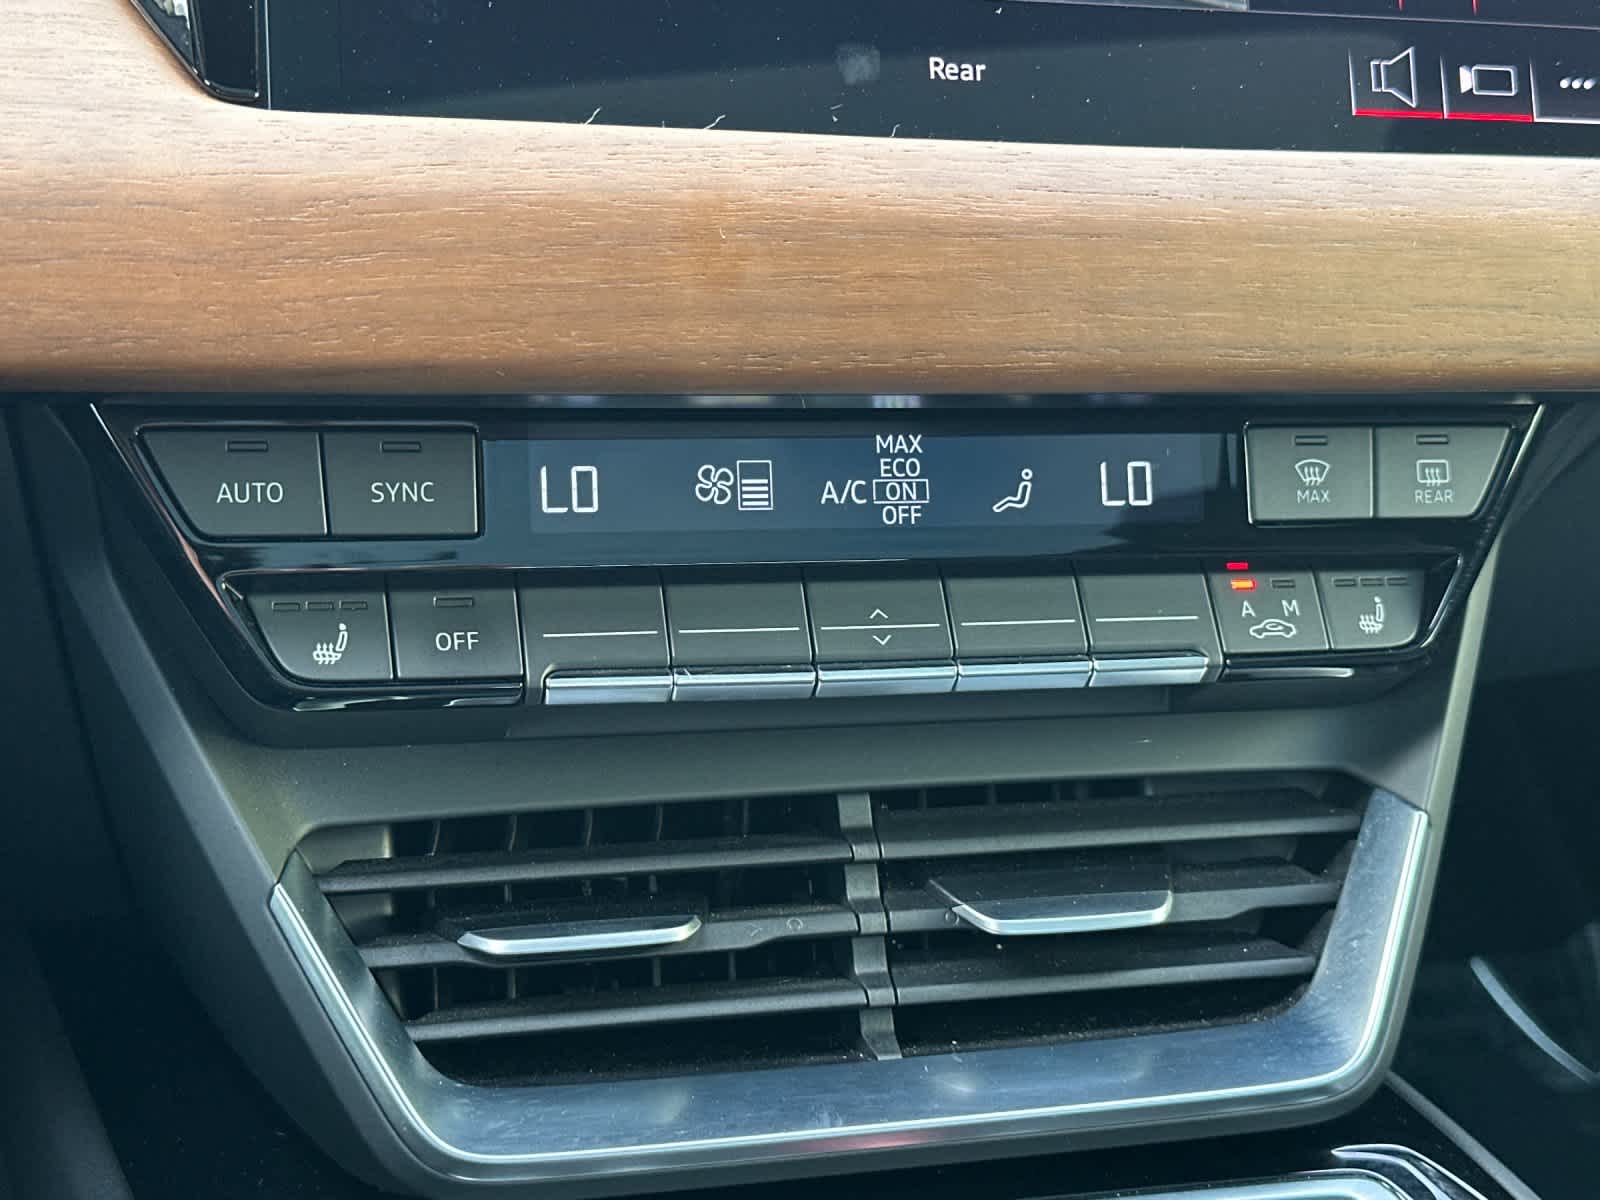 Rear
AUTO
SYNC
LO
A/C
MAX
ECO
ON
OFF
LO
MAX
REAR
OFF
A M